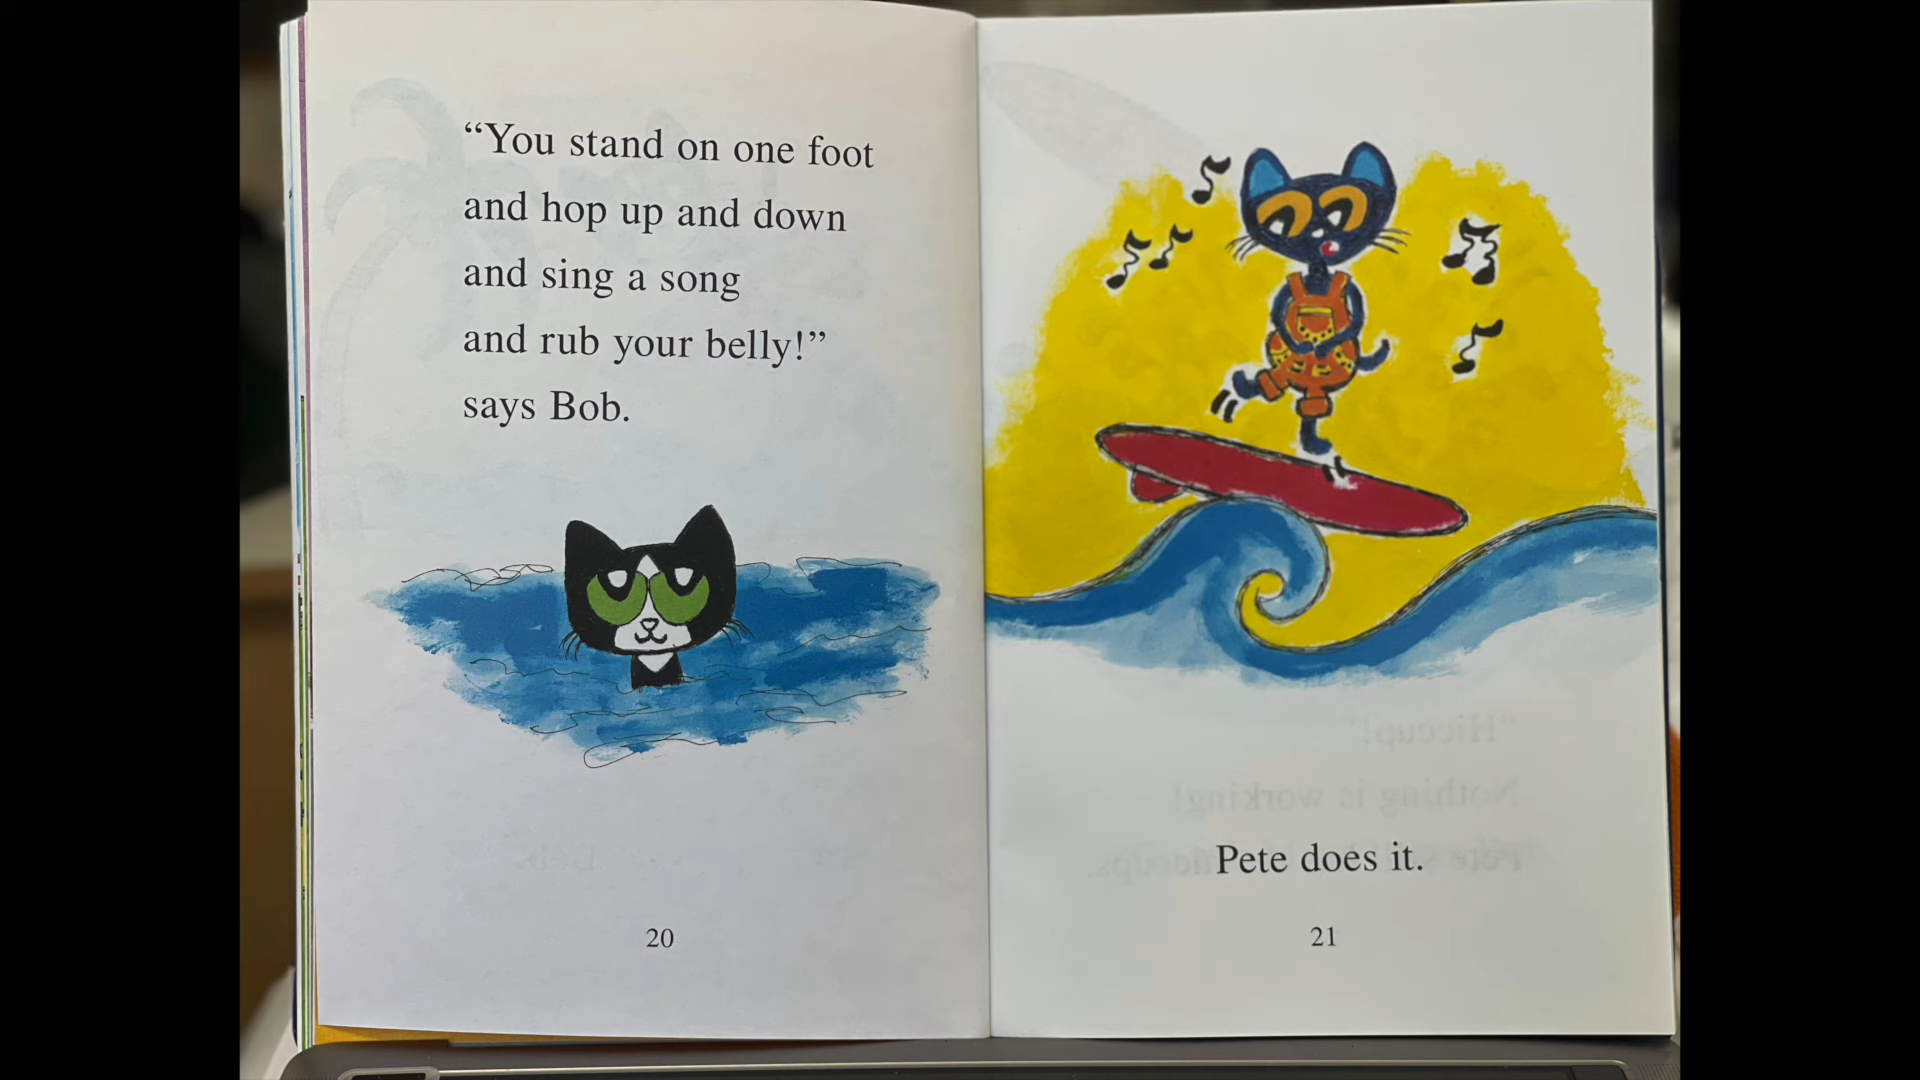 “You stand on one foot
and hop up and down
and sing a song
and rub your belly!”
says Bob.
20
Pete does it.
21